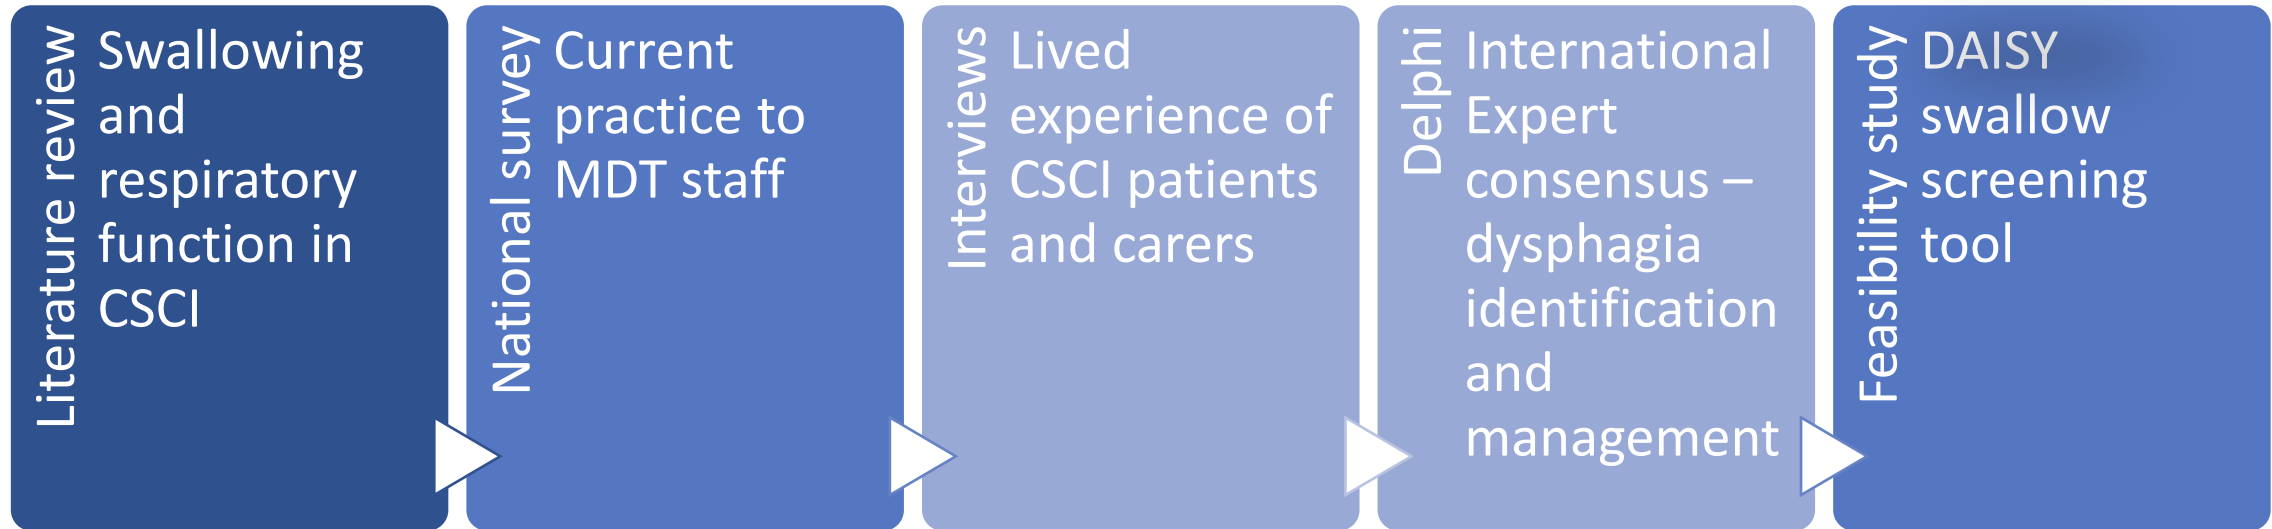 Literature review
Swallowing
and
respiratory
function in
CSCI
National survey
Current
practice to
MDT staff
Interviews
Lived
experience of
CSCI patients
and carers
Delphi
International
Expert
consensus –
dysphagia
identification
and
management
Feasibility study
DAISY
swallow
screening
tool